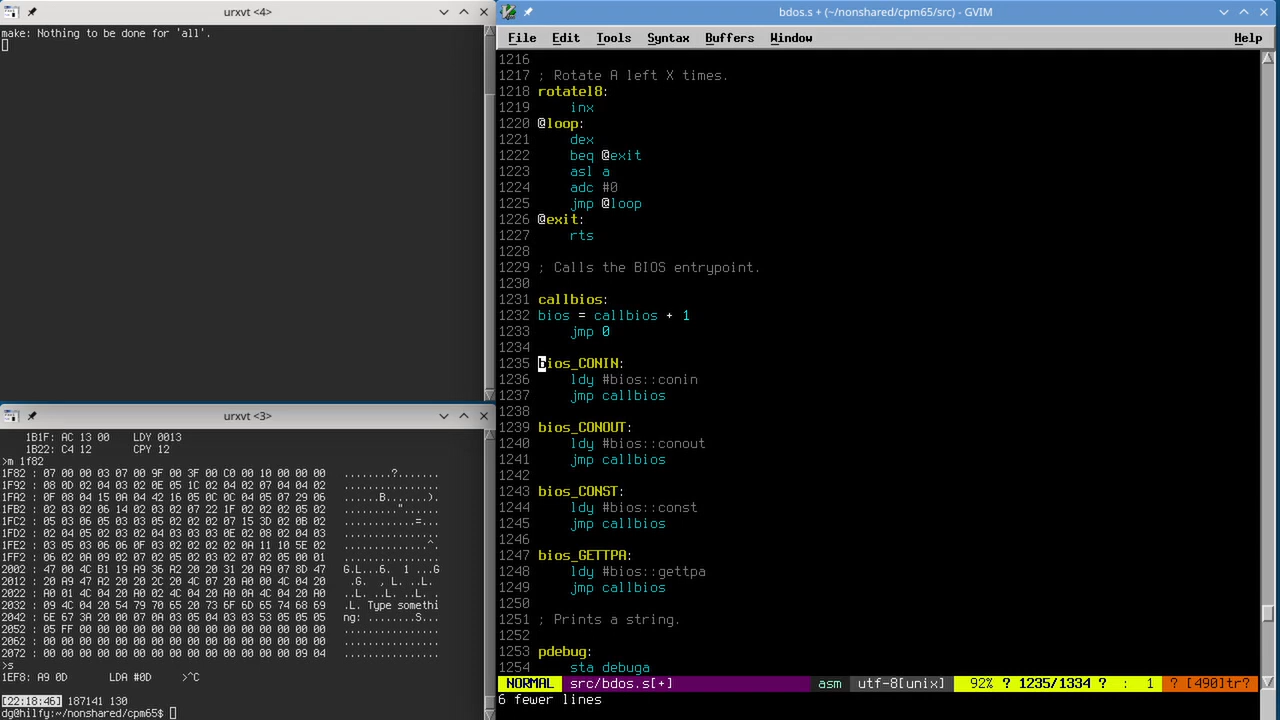 urxvt <4>
make: Nothing to be done for 'all'.
urxvt <3>
1B1F: AC 13 00 LDY 0013
1B22: C4 12 CPY 12
>m 1f82
1F82 : 07 00 00 03 07 00 9F 00 3F 00 C0 00 10 00 00 00 ........?.......
1F92 : 08 0D 02 04 03 0E 02 05 1C 02 04 02 07 04 04 02 ................
1FA2 : 0F 08 04 15 0A 04 42 16 05 0C 0C 04 05 07 29 06 ......B.......).
1FB2 : 02 03 02 06 14 02 03 02 07 22 1F 02 02 02 05 02 ........."......
1FC2 : 05 03 06 05 03 03 05 02 02 02 07 15 3D 02 0B 02 ............=...
1FD2 : 02 04 05 02 03 02 04 03 03 03 0E 02 08 02 04 03 ................
1FE2 : 03 05 03 06 06 0F 03 02 02 02 02 0A 11 10 5E 02 ..............^.
1FF2 : 06 02 0A 09 02 07 02 05 02 03 02 07 02 05 00 01 ................
2002 : 47 00 4C B1 19 A9 36 A2 20 20 31 20 A9 07 8D 47 G.L...6. 1 ...G
2012 : 20 A9 47 A2 20 20 2C 20 4C 07 20 A9 00 4C 04 20 .G. , L. ..L.
2022 : A0 01 4C 04 20 A0 02 4C 04 20 A0 0A 4C 04 20 A0 ..L. ..L. ..L. .
2032 : 09 4C 04 20 54 79 70 65 20 73 6F 6D 65 74 68 69 .L. Type somethi
2042 : 6E 67 3A 20 00 07 0A 03 05 04 03 03 53 05 05 05 ng: ........S...
2052 : 05 FF 00 00 00 00 00 00 00 00 00 00 00 00 00 00 ................
2062 : 00 00 00 00 00 00 00 00 00 00 00 00 00 00 00 00 ................
2072 : 00 00 00 00 00 00 00 00 00 00 00 00 00 00 09 04 ................
>s
1EF8: A9 0D LDA #0D >^C
[22:18:46] 187141 130
dg@hilfy:~/nonshared/cpm65$
bdos.s + (~/nonshared/cpm65/src) - GVIM
File Edit Tools Syntax Buffers Window Help
1216
1217 ; Rotate A left X times.
1218 rotatel8:
1219 inx
1220 @loop:
1221 dex
1222 beq @exit
1223 asl a
1224 adc #0
1225 jmp @loop
1226 @exit:
1227 rts
1228
1229 ; Calls the BIOS entrypoint.
1230
1231 callbios:
1232 bios = callbios + 1
1233 jmp 0
1234
1235 bios_CONIN:
1236 ldy #bios::conin
1237 jmp callbios
1238
1239 bios_CONOUT:
1240 ldy #bios::conout
1241 jmp callbios
1242
1243 bios_CONST:
1244 ldy #bios::const
1245 jmp callbios
1246
1247 bios_GETTPA:
1248 ldy #bios::gettpa
1249 jmp callbios
1250
1251 ; Prints a string.
1252
1253 pdebug:
1254 sta debuga
NORMAL src/bdos.s[+] asm utf-8[unix] 92% ? 1235/1334 ? : 1 ? [490]tr?
6 fewer lines